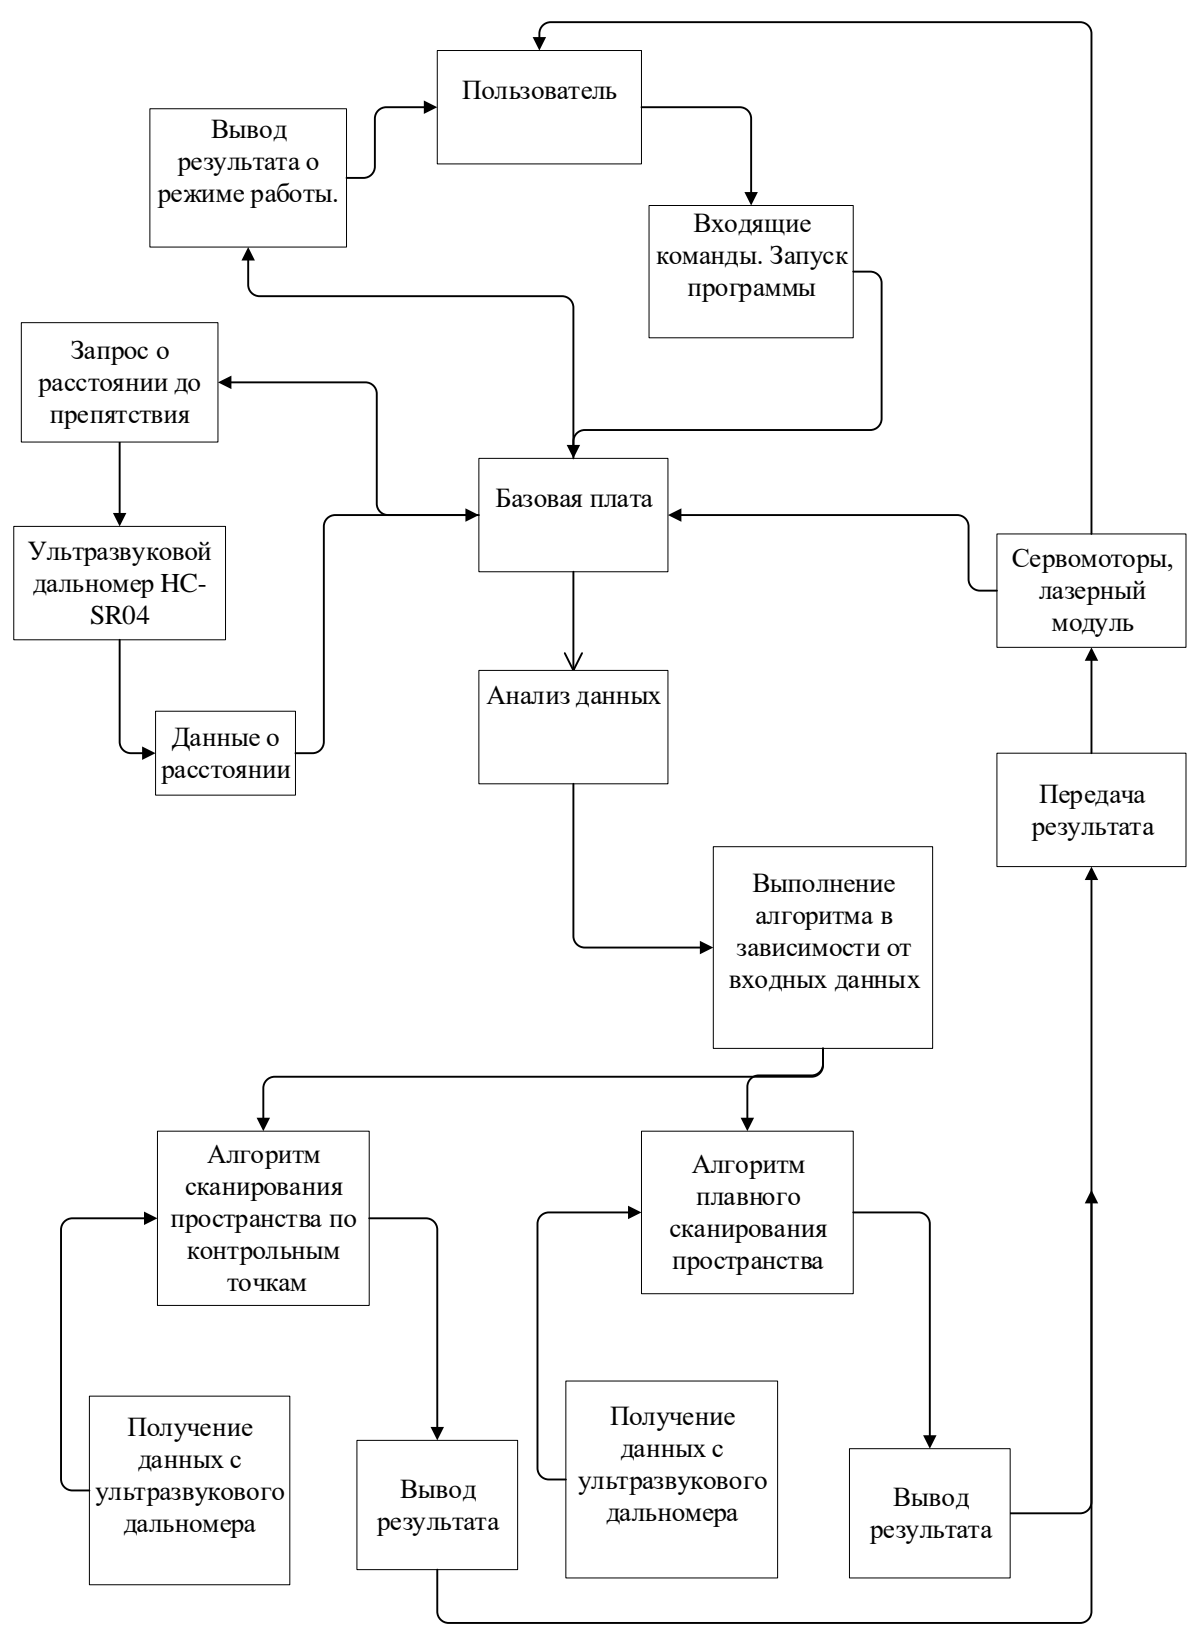 Пользователь
Вывод
результата о
режиме работы.
Входящие
команды. Запуск
программы
Запрос о
расстоянии до
препятствия
Базовая плата
Ультразвуковой
дальномер HC-
SR04
Сервомоторы,
лазерный
модуль
Анализ данных
Данные о
расстоянии
Передача
результата
Выполнение
алгоритма в
зависимости от
входных данных
Алгоритм
сканирования
пространства по
контрольным
точкам
Алгоритм
плавного
сканирования
пространства
Получение
данных с
ультразвукового
дальномера
Вывод
результата
Получение
данных с
ультразвукового
дальномера
Вывод
результата